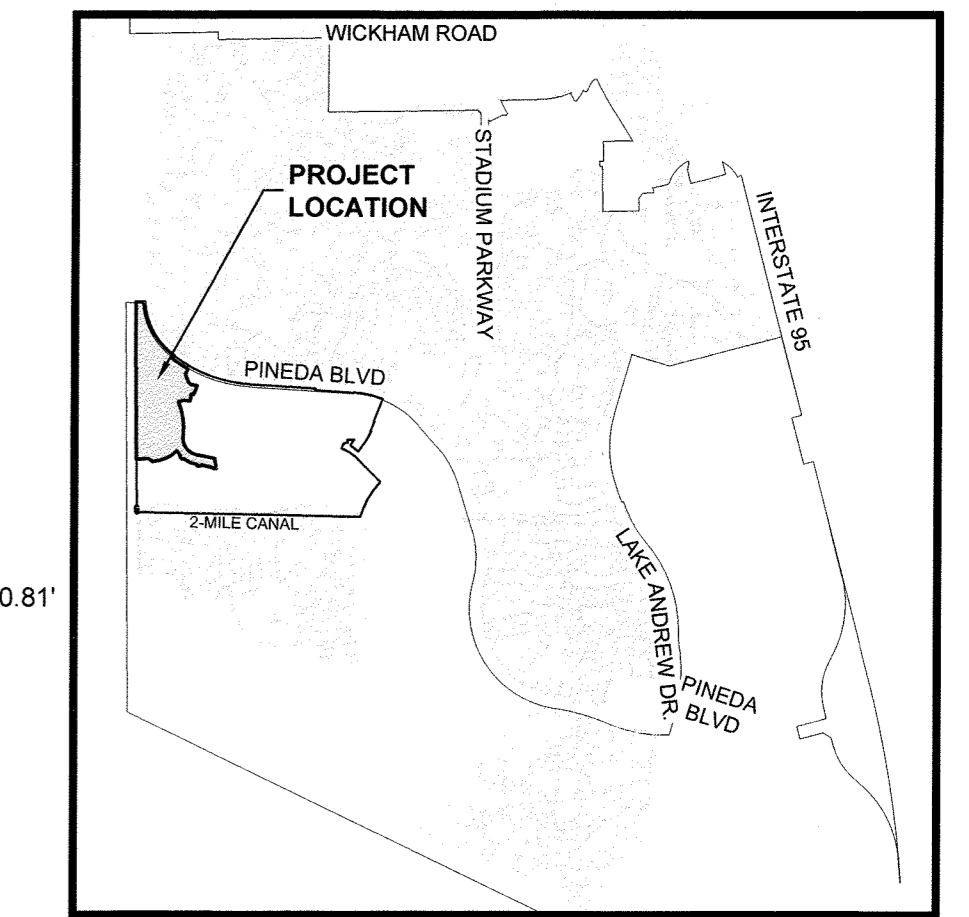 WICKHAM ROAD
PROJECT
LOCATION
STADIUM PARKWAY
INTERSTATE 95
PINEDA BLVD
2-MILE CANAL
0.81'
LAKE ANDREW DR.
PINEDA
BLVD